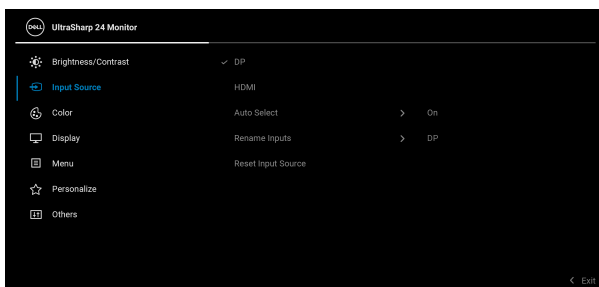 DELL UltraSharp 24 Monitor
Brightness/Contrast DP
Input Source HDMI
Color Auto Select On
Display Rename Inputs DP
Menu Reset Input Source
Personalize
Others
Exit